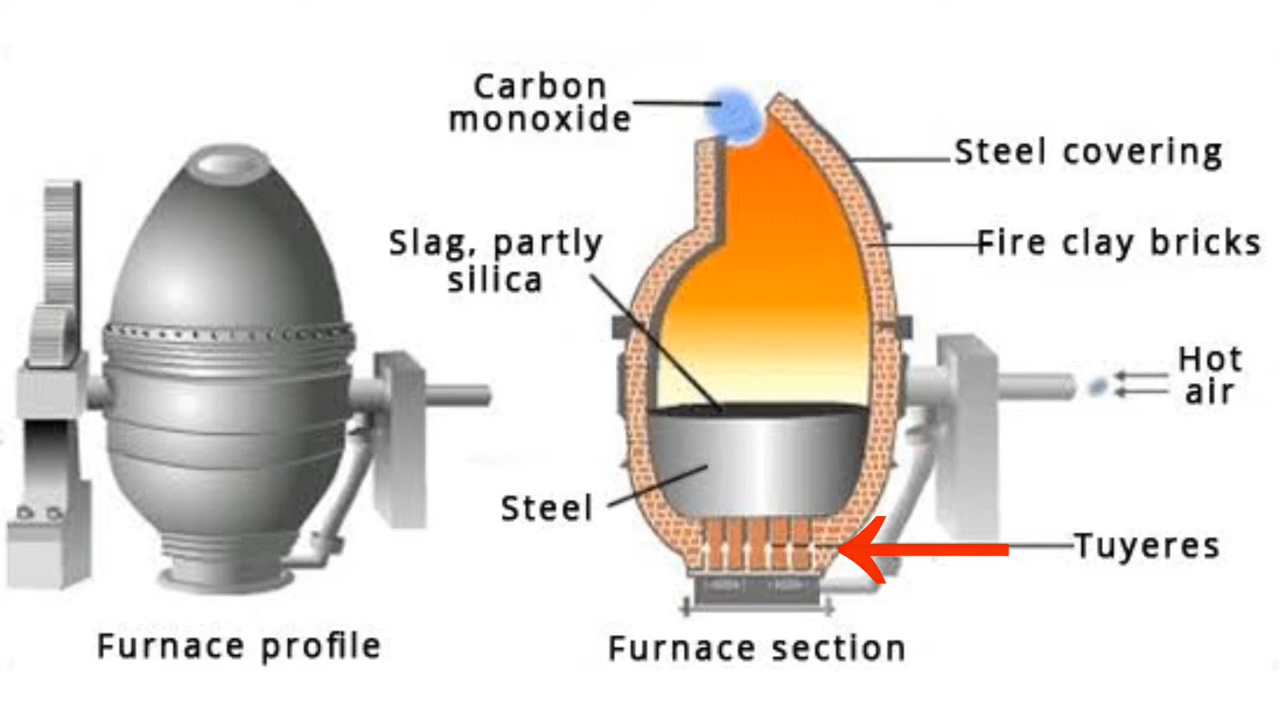 Carbon
monoxide
Steel covering
Slag, partly
silica
Fire clay bricks
Hot
air
Steel
Tuyeres
Furnace profile
Furnace section